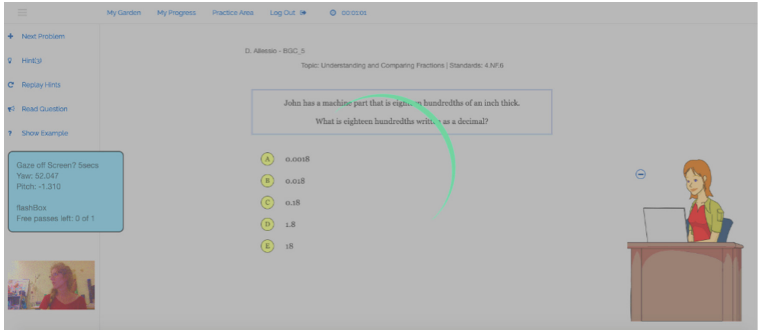 My Garden My Progress Practice Area Log Out 00:01:01
Next Problem
Hint(3)
Replay Hints
Read Question
? Show Example
D. Allessio - BGC_5
Topic: Understanding and Comparing Fractions | Standards: 4.NF.6
John has a machine part that is eighteen hundredths of an inch thick.
What is eighteen hundredths written as a decimal?
A 0.0018
B 0.018
C 0.18
D 1.8
E 18
Gaze off Screen? 5secs
Yaw: 52.047
Pitch: -1.310
flashBox
Free passes left: 0 of 1